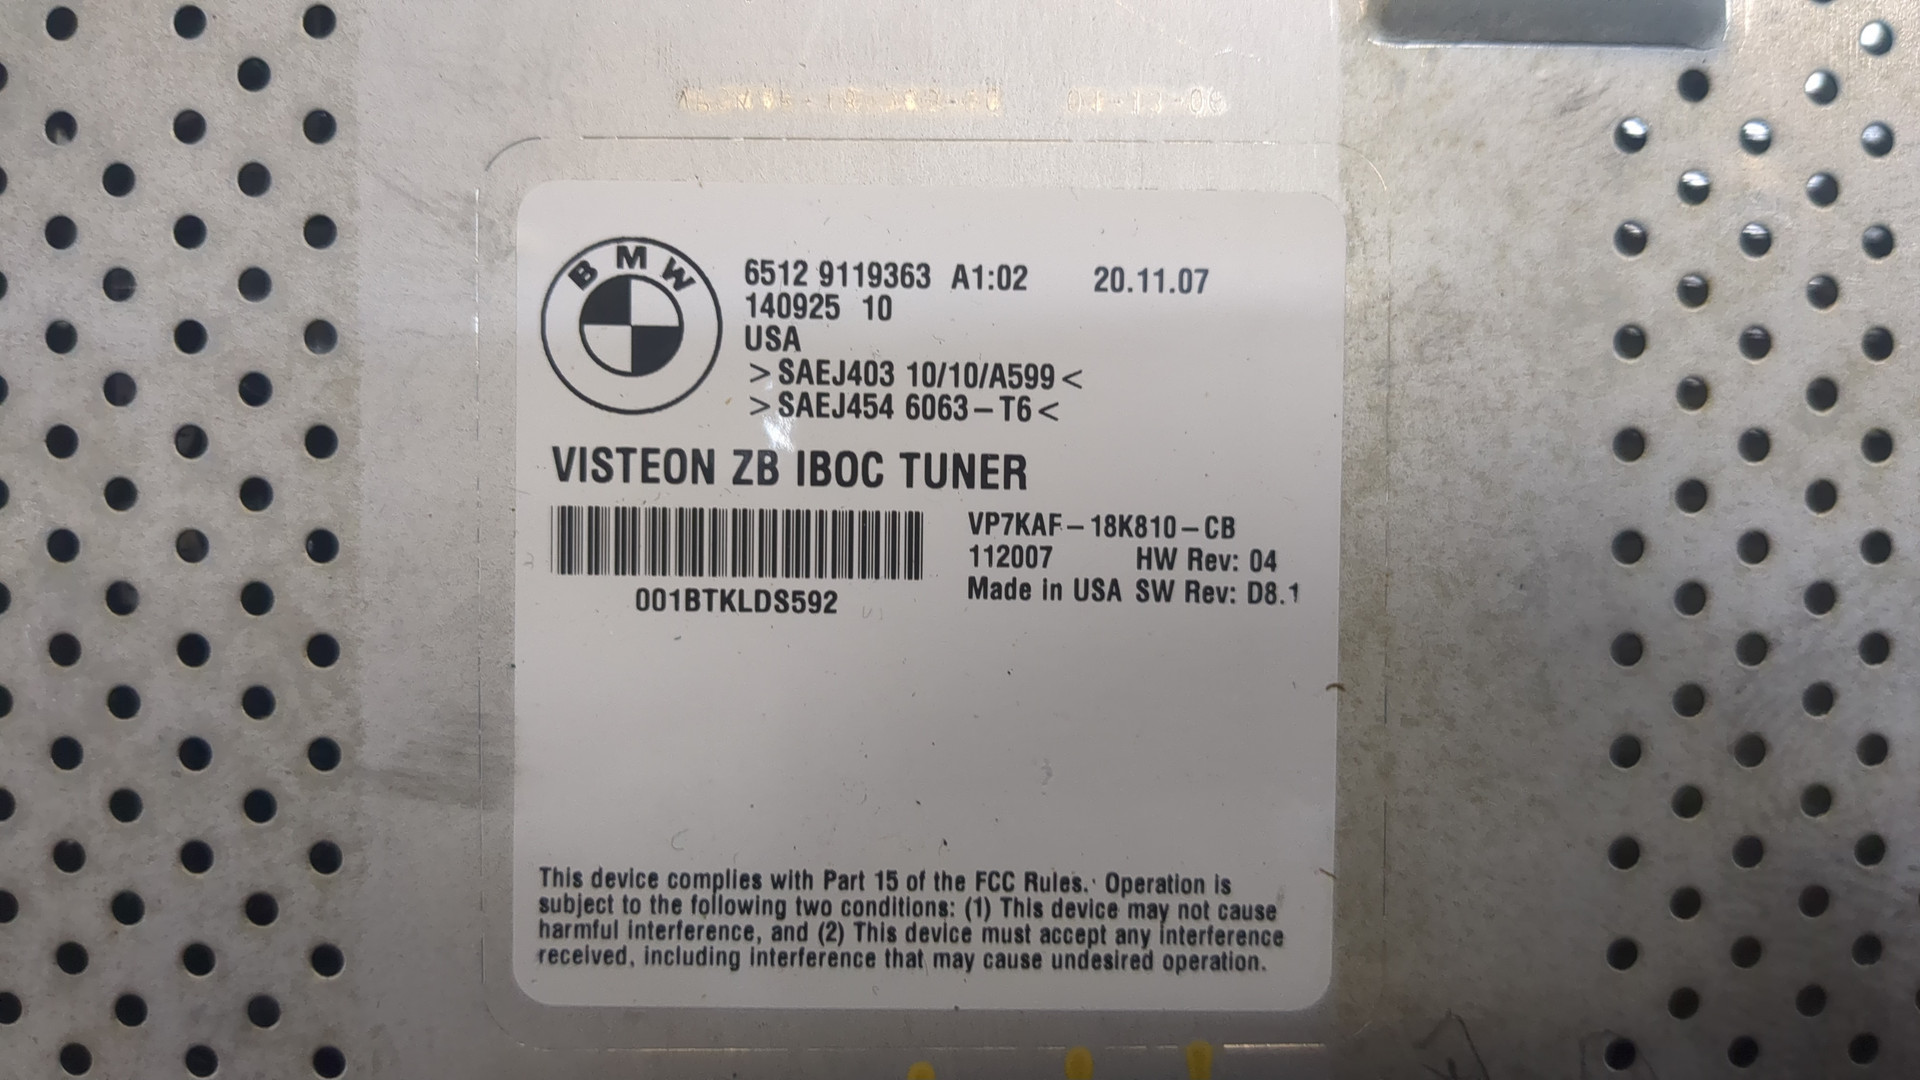 BMW
6512 9119363 A1:02 20.11.07
140925 10
USA
>SAEJ403 10/10/A599<
>SAEJ454 6063-T6<
VISTEON ZB IBOC TUNER
VP7KAF-18K810-CB
112007 HW Rev: 04
Made in USA SW Rev: D8.1
001BTKLDS592
This device complies with Part 15 of the FCC Rules. Operation is
subject to the following two conditions: (1) This device may not cause
harmful interference, and (2) This device must accept any interference
received, including interference that may cause undesired operation.